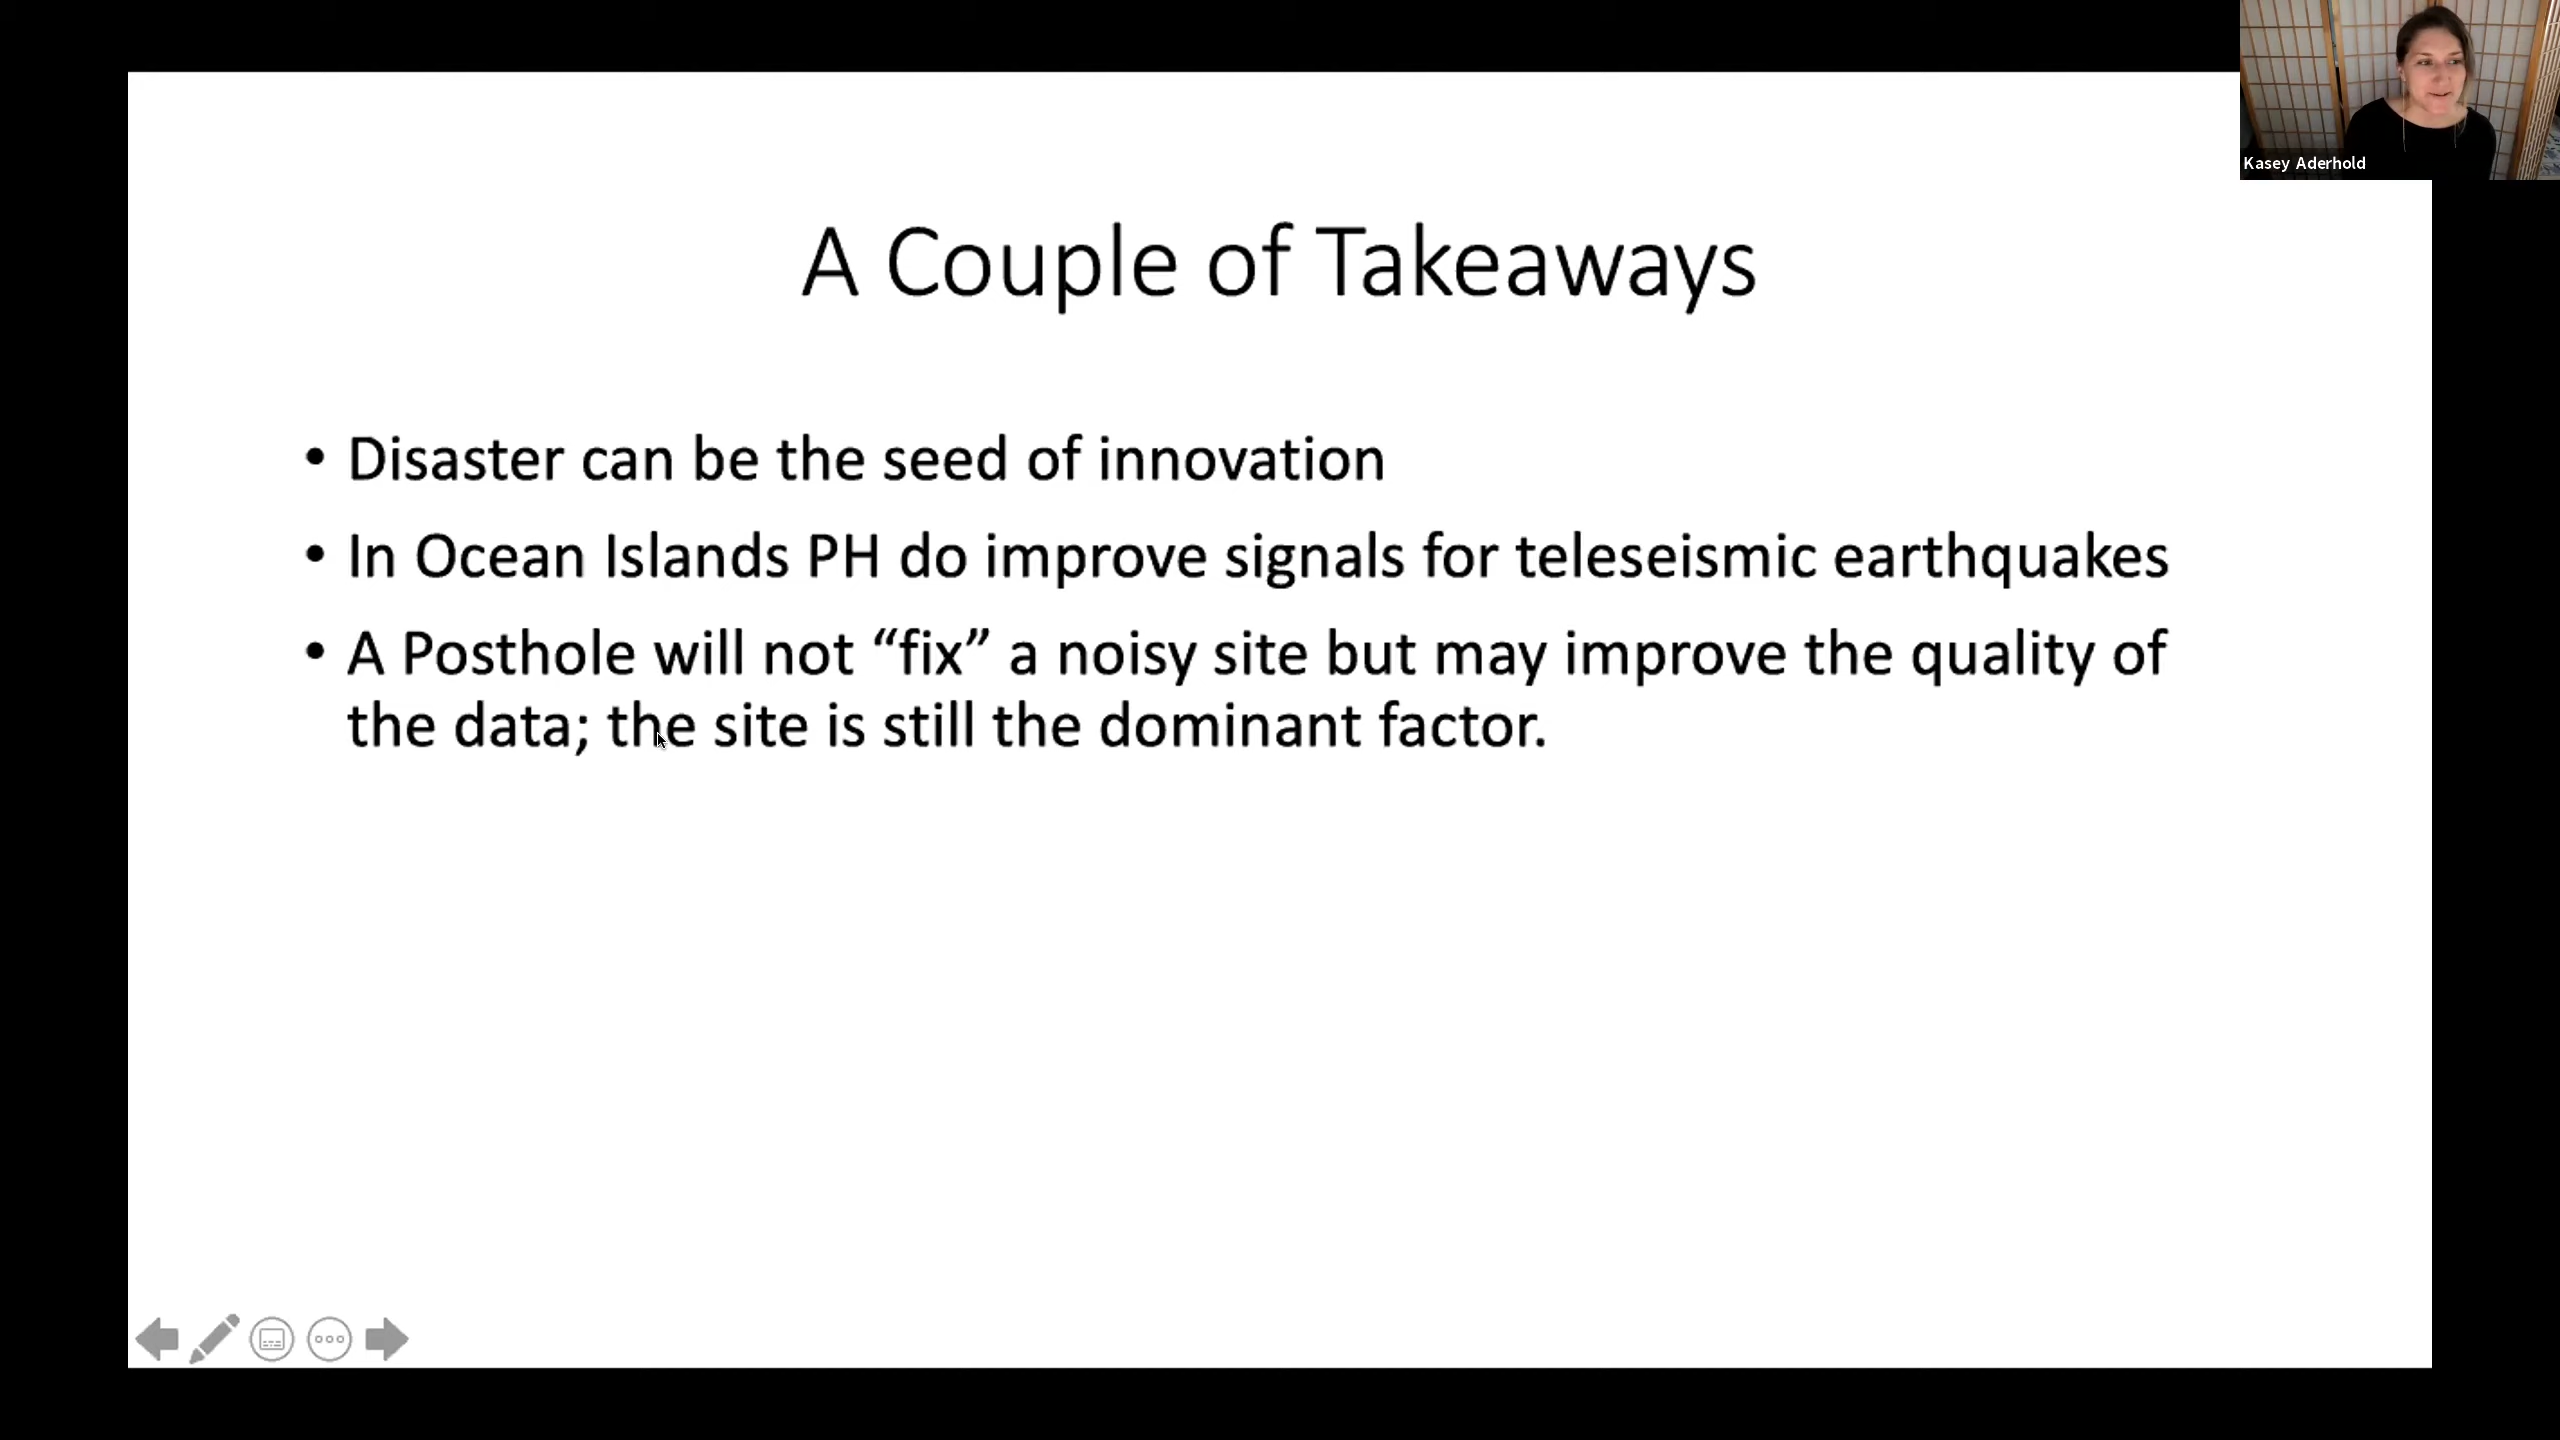 Kasey Aderhold
A Couple of Takeaways
• Disaster can be the seed of innovation
• In Ocean Islands PH do improve signals for teleseismic earthquakes
• A Posthole will not “fix” a noisy site but may improve the quality of
the data; the site is still the dominant factor.